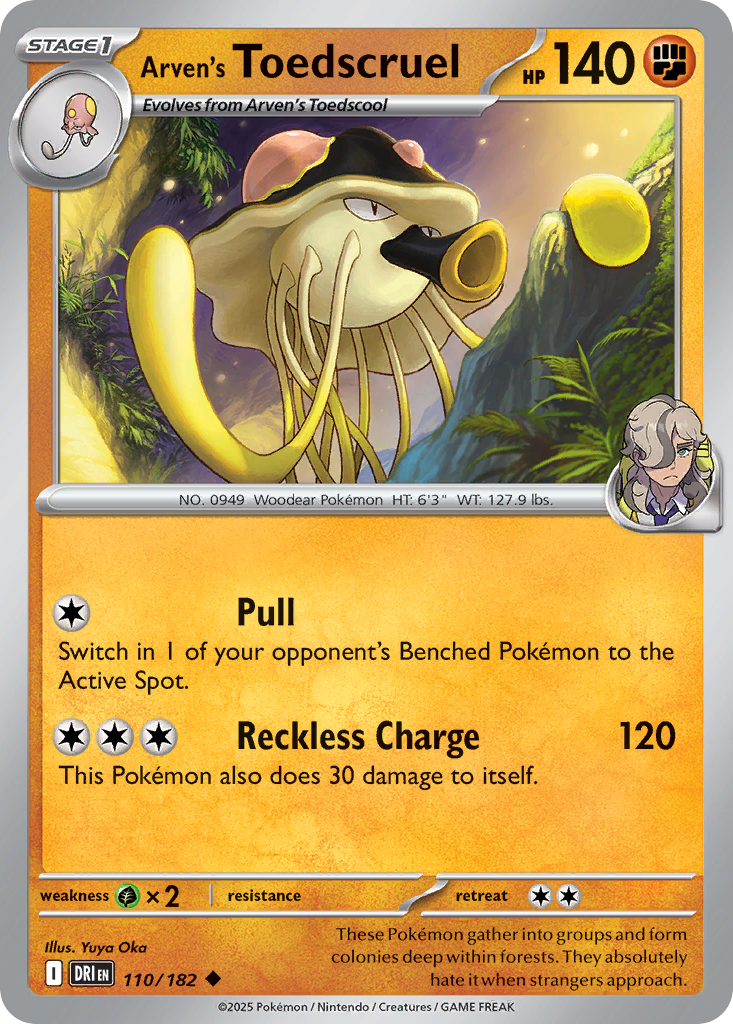 STAGE1
Arven's Toedscruel
HP 140
Evolves from Arven's Toedscool
NO. 0949 Woodear Pokémon HT: 6'3" WT: 127.9 lbs.
Pull
Switch in 1 of your opponent's Benched Pokémon to the
Active Spot.
Reckless Charge 120
This Pokémon also does 30 damage to itself.
weakness ×2 resistance retreat
Illus. Yuya Oka
I DRI EN 110/182
These Pokémon gather into groups and form
colonies deep within forests. They absolutely
hate it when strangers approach.
©2025 Pokémon / Nintendo / Creatures / GAME FREAK